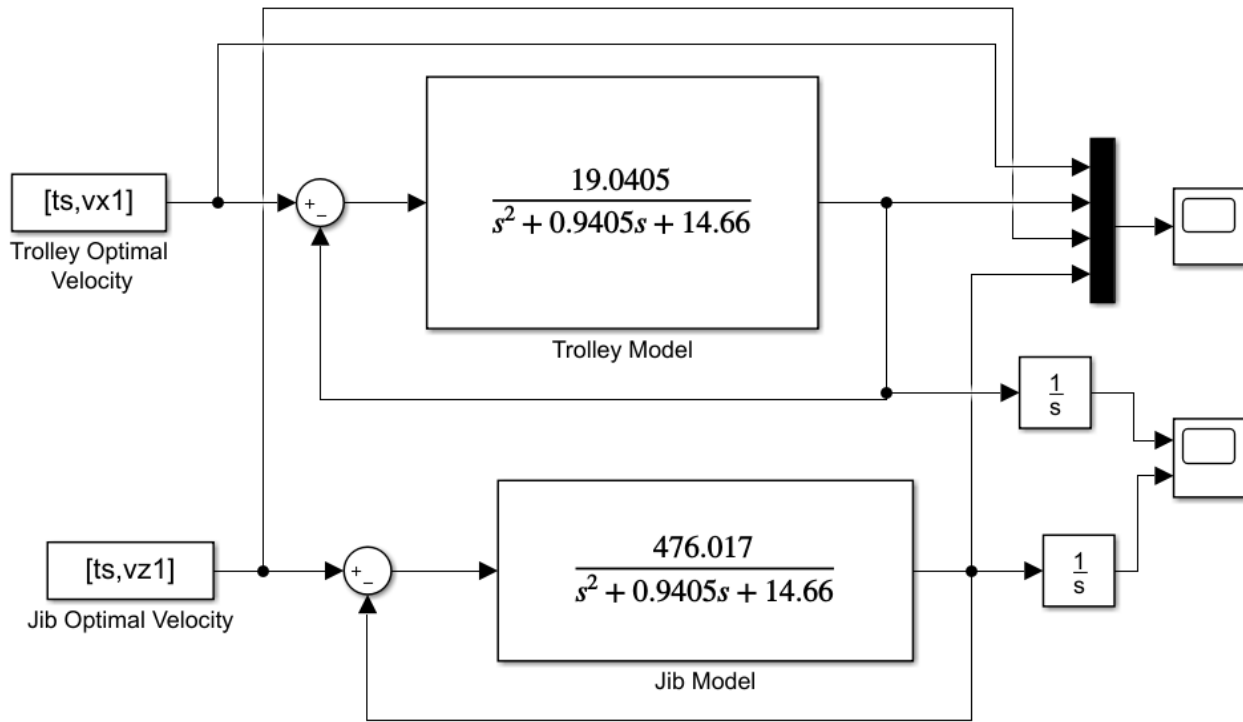 [ts,vx1]
Trolley Optimal
Velocity
+
−
19.0405
s² + 0.9405s + 14.66
Trolley Model
1
s
[ts,vz1]
Jib Optimal Velocity
+
−
476.017
s² + 0.9405s + 14.66
Jib Model
1
s